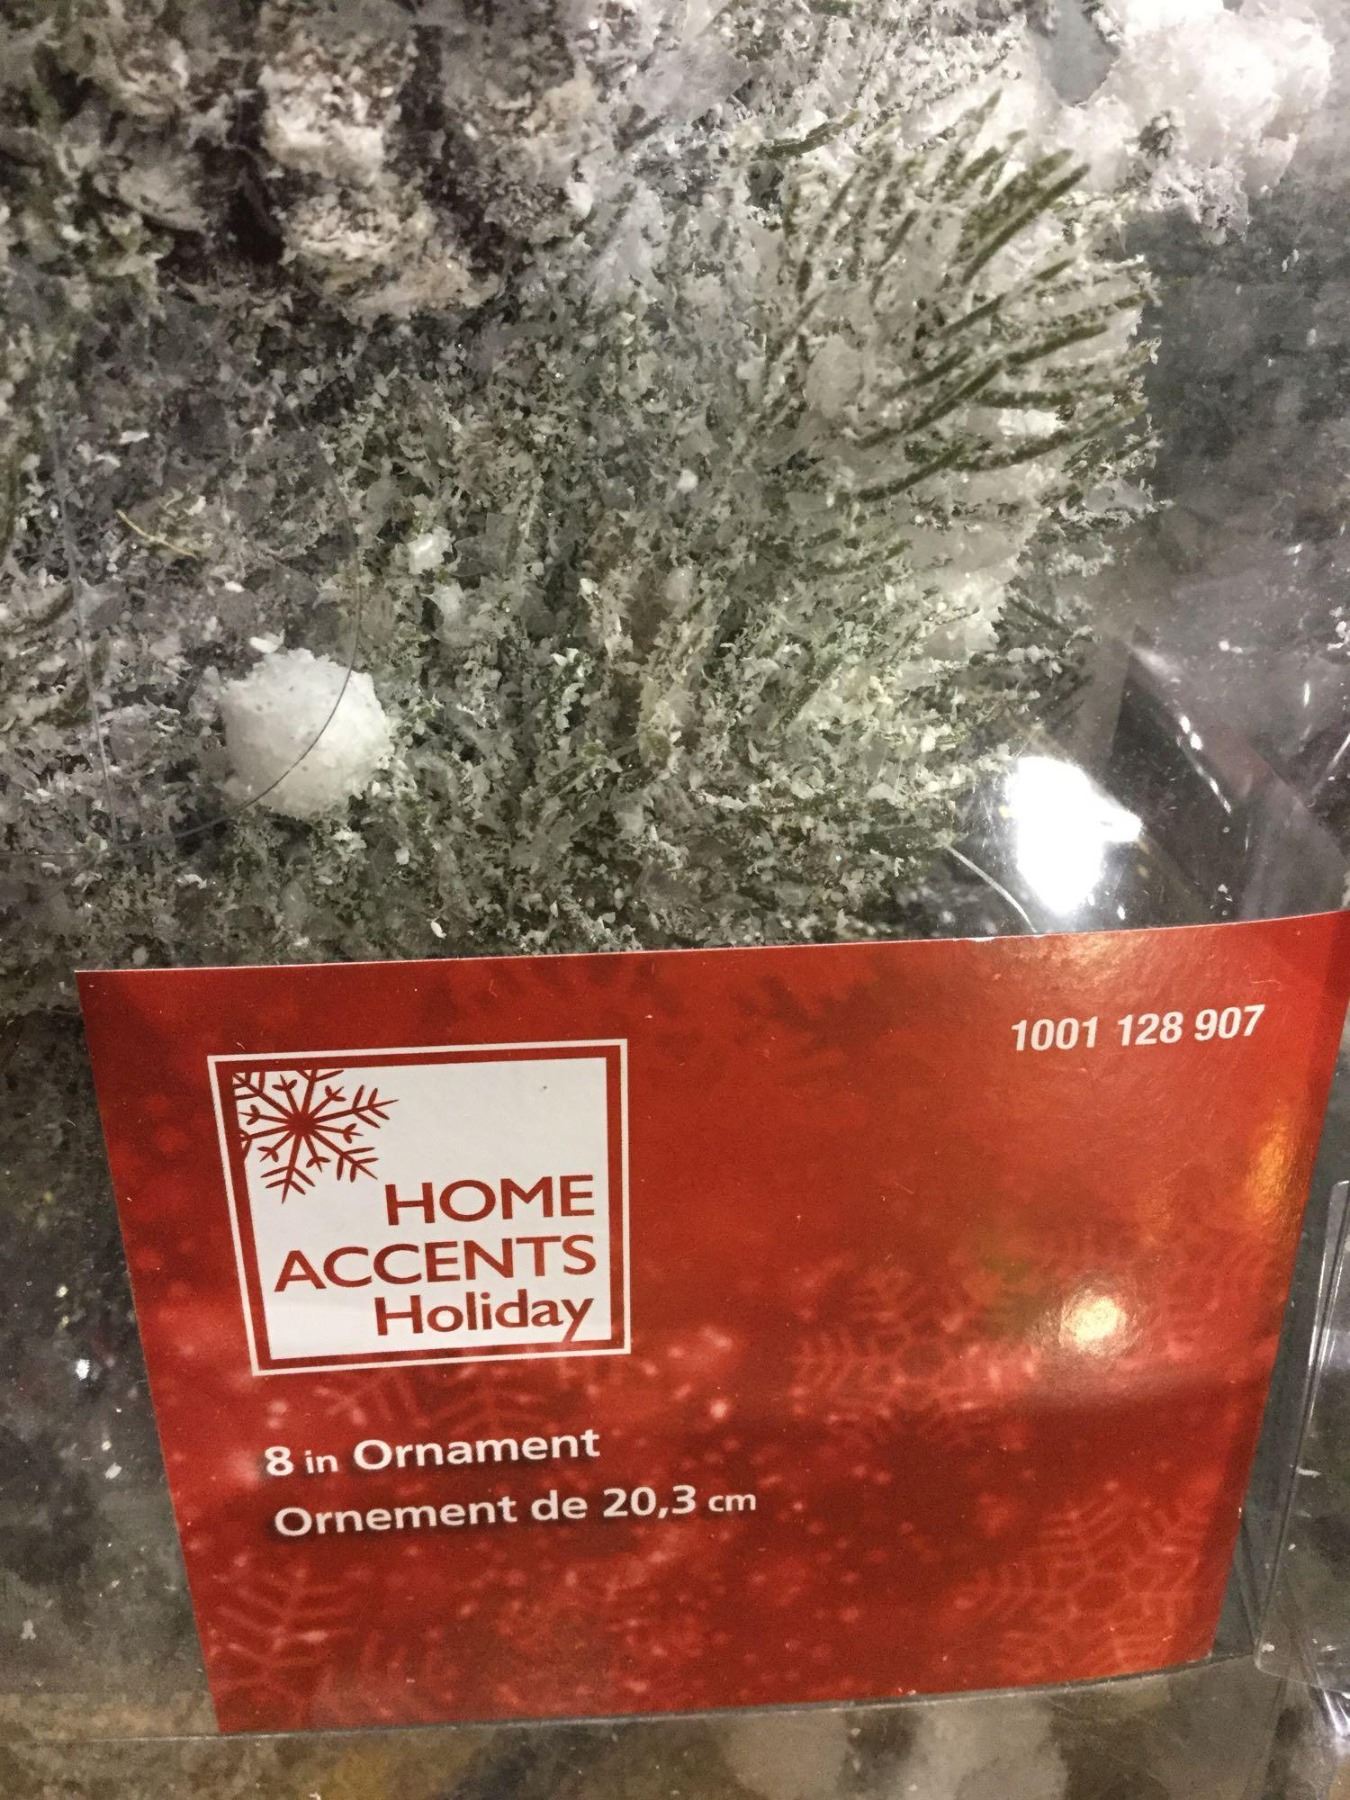 1001 128 907
HOME
ACCENTS
Holiday
8 in Ornament
Ornement de 20,3 cm